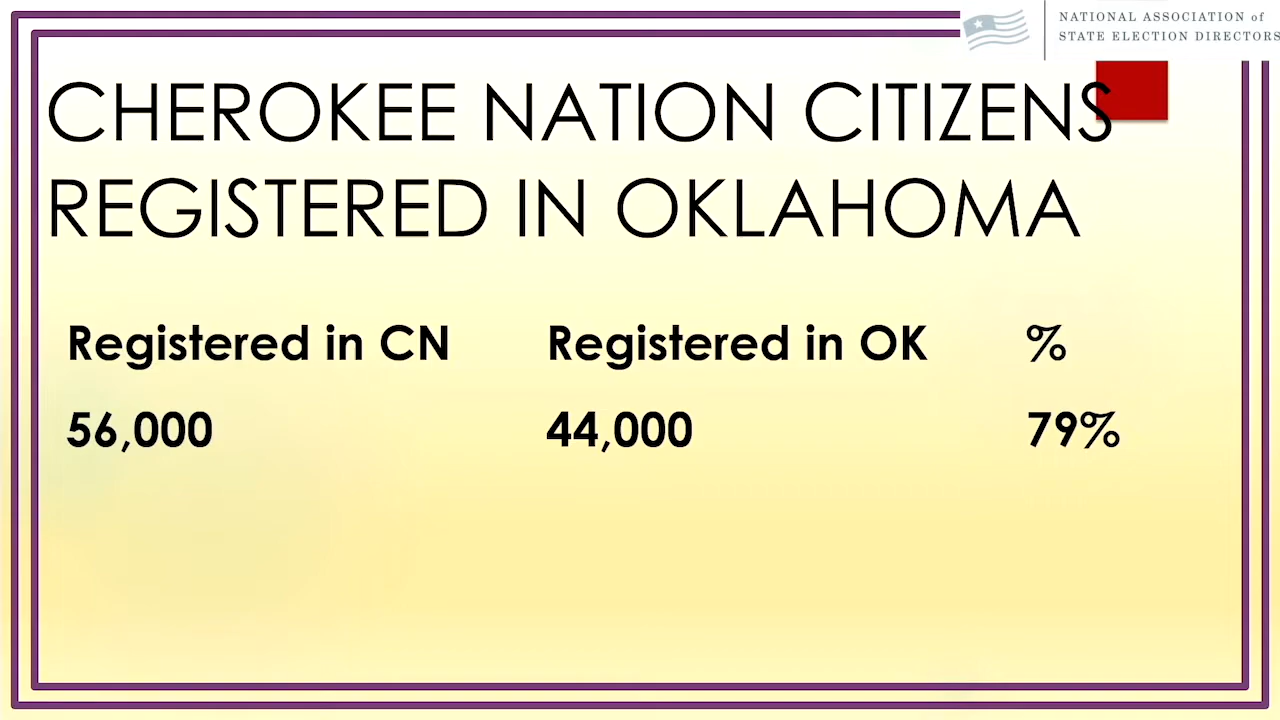 NATIONAL ASSOCIATION of
STATE ELECTION DIRECTORS
CHEROKEE NATION CITIZENS
REGISTERED IN OKLAHOMA
Registered in CN Registered in OK %
56,000 44,000 79%